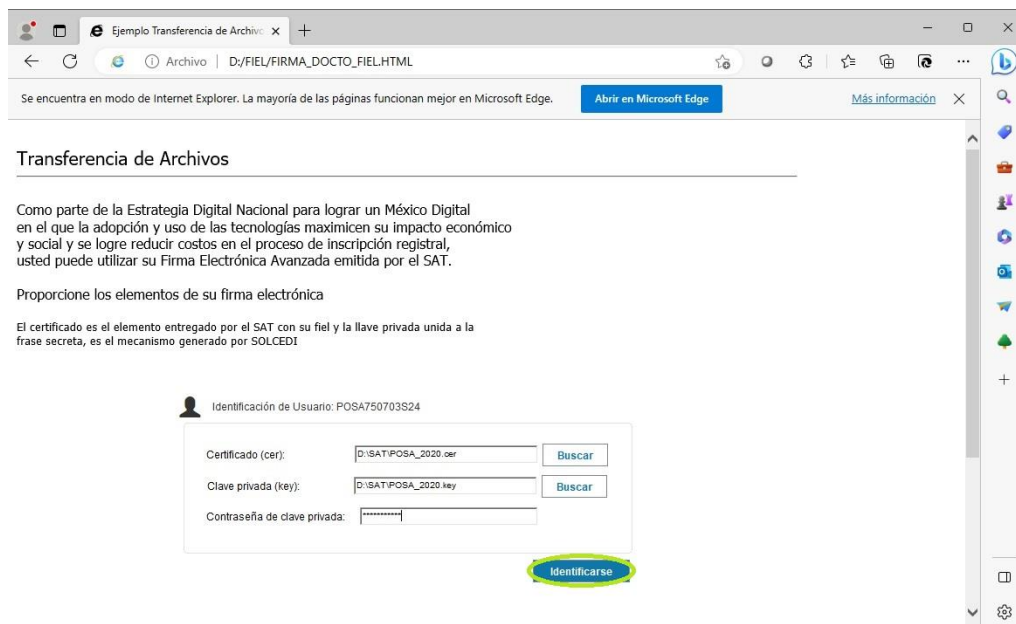 Ejemplo Transferencia de Archivo
Archivo | D:/FIEL/FIRMA_DOCTO_FIEL.HTML
Se encuentra en modo de Internet Explorer. La mayoría de las páginas funcionan mejor en Microsoft Edge.
Abrir en Microsoft Edge
Más información
Transferencia de Archivos
Como parte de la Estrategia Digital Nacional para lograr un México Digital
en el que la adopción y uso de las tecnologías maximicen su impacto económico
y social y se logre reducir costos en el proceso de inscripción registral,
usted puede utilizar su Firma Electrónica Avanzada emitida por el SAT.
Proporcione los elementos de su firma electrónica
El certificado es el elemento entregado por el SAT con su fiel y la llave privada unida a la
frase secreta, es el mecanismo generado por SOLCEDI
Identificación de Usuario: POSA750703S24
Certificado (cer): D:\SAT\POSA_2020.cer Buscar
Clave privada (key): D:\SAT\POSA_2020.key Buscar
Contraseña de clave privada: ***********
Identificarse